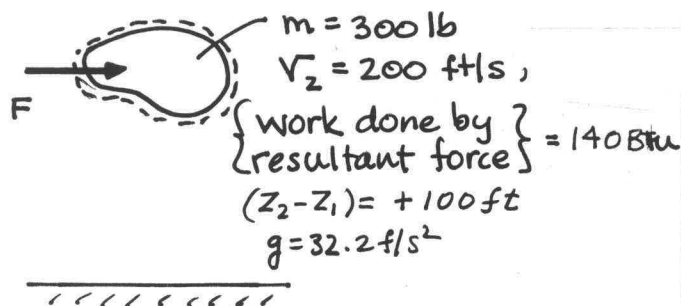 m = 300 lb
V₂ = 200 ft/s ,
F
{work done by resultant force} = 140 Btu
(Z₂-Z₁) = +100 ft
g = 32.2 f/s²